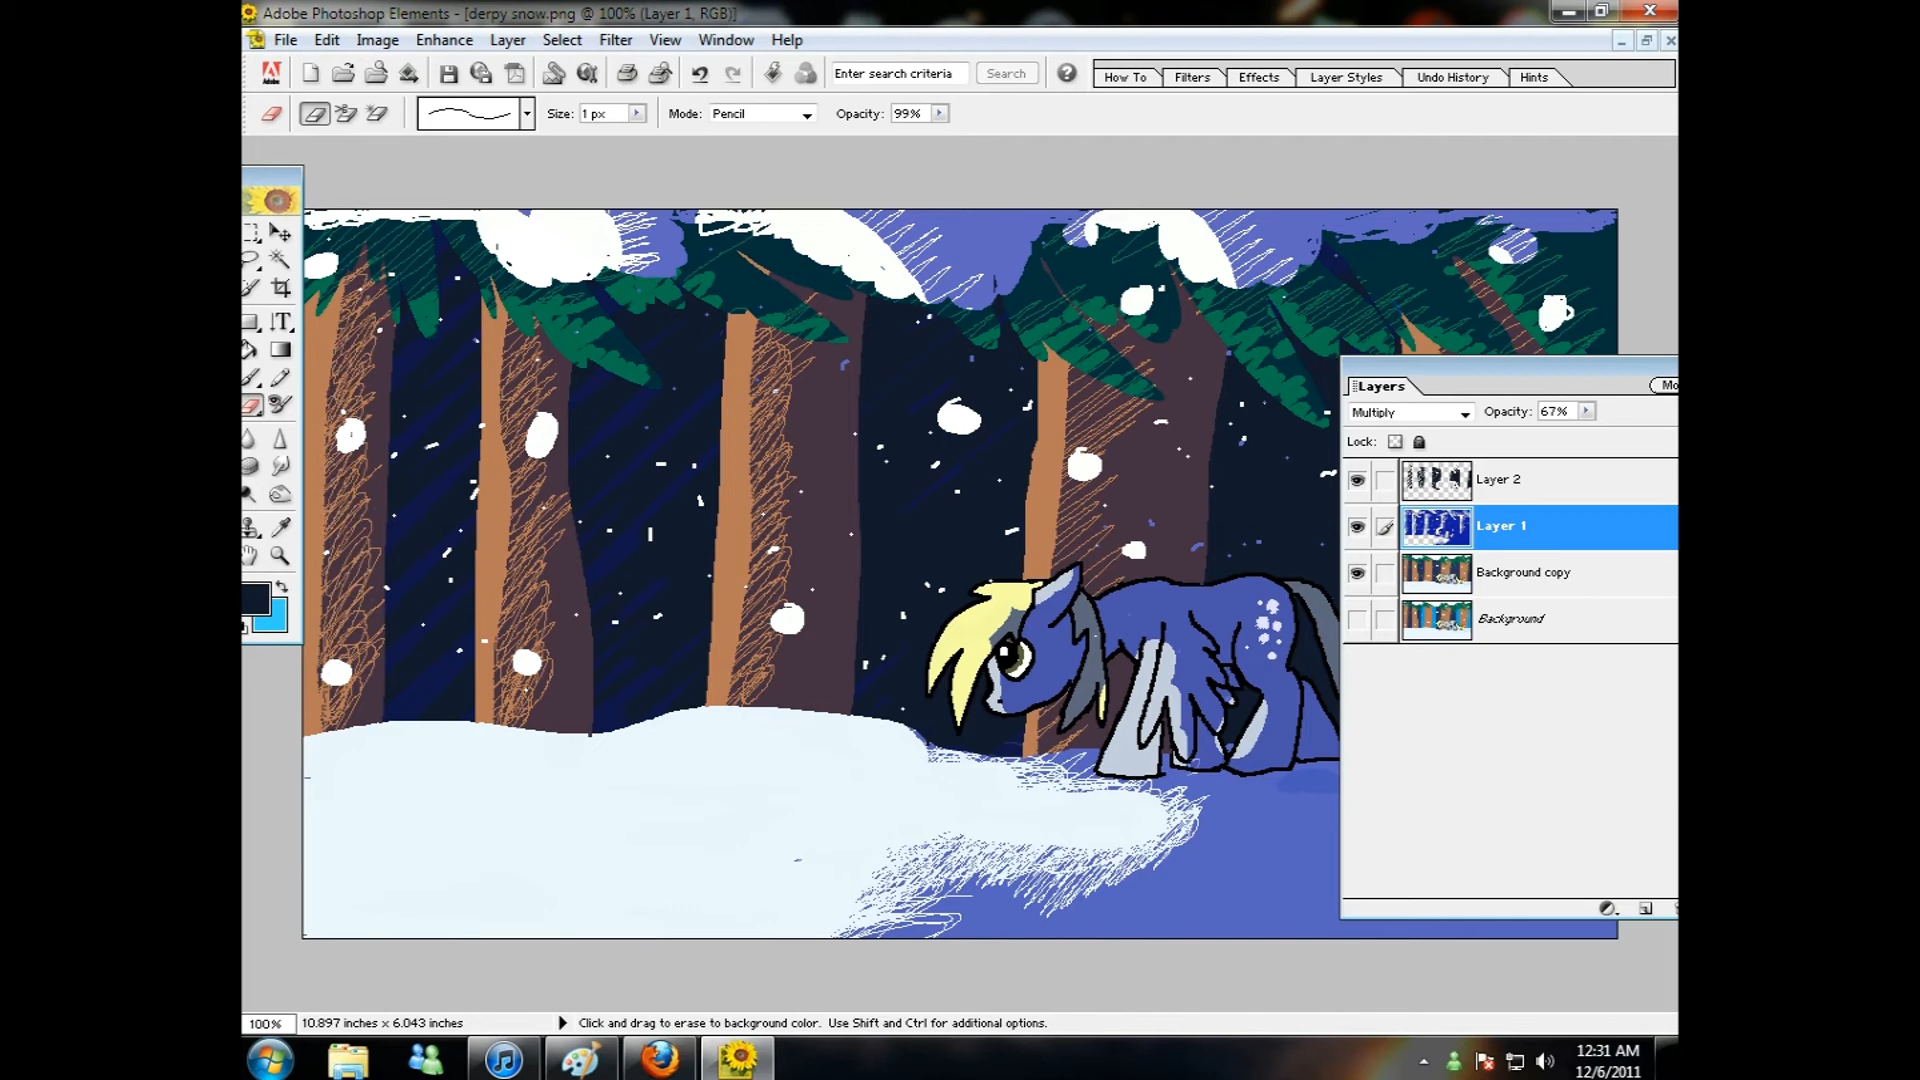 Adobe Photoshop Elements - [derpy snow.png @ 100% (Layer 1, RGB)]
File Edit Image Enhance Layer Select Filter View Window Help
Adobe Enter search criteria Search ? How To Filters Effects Layer Styles Undo History Hints
Size: 1 px Mode: Pencil Opacity: 99%
Layers Mo
Multiply Opacity: 67%
Lock:
Layer 2
Layer 1
Background copy
Background
100% 10.897 inches x 6.043 inches Click and drag to erase to background color. Use Shift and Ctrl for additional options.
12:31 AM
12/6/2011